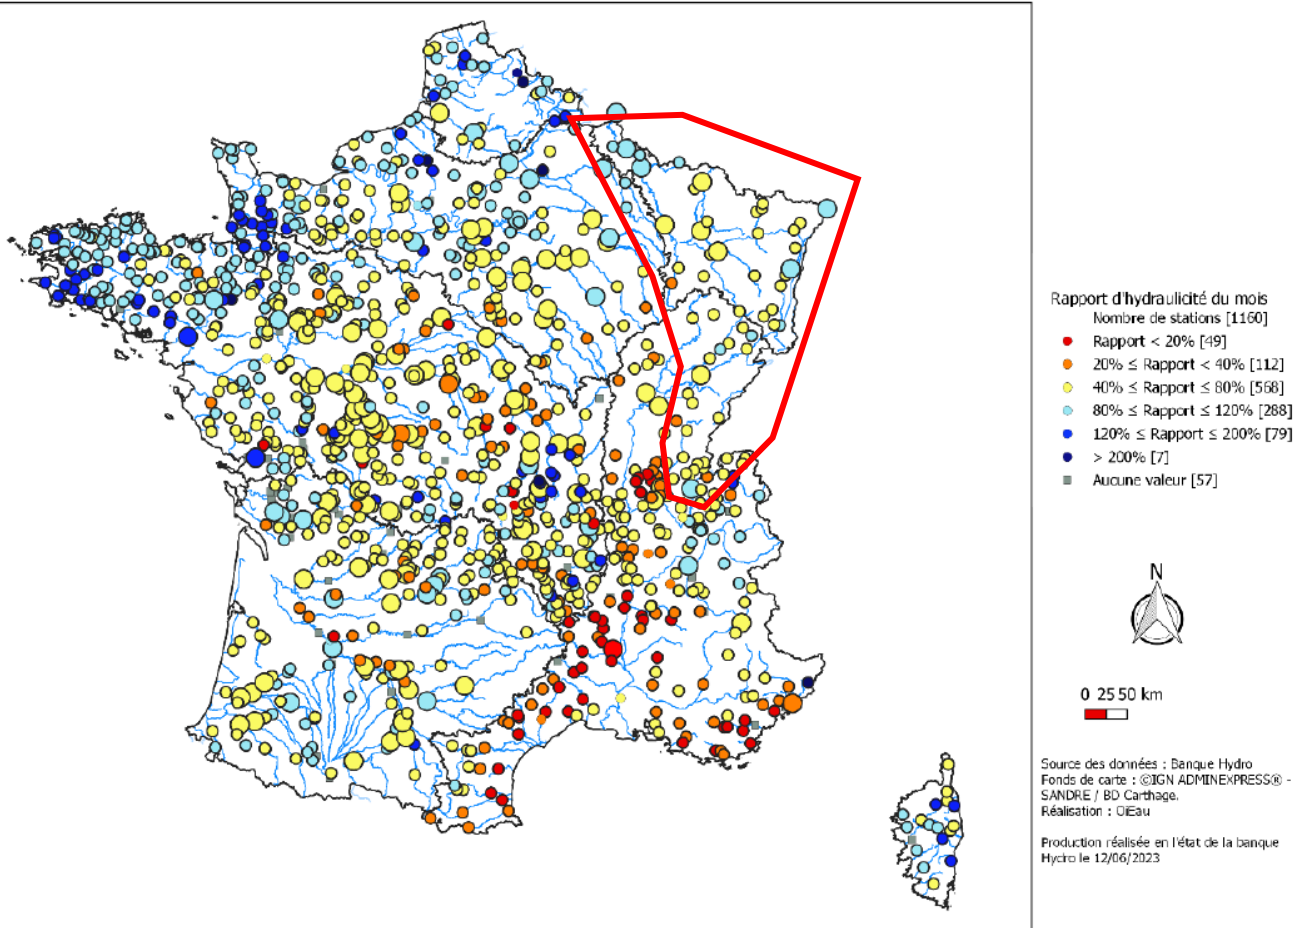 Rapport d'hydraulicité du mois
Nombre de stations [1160]
Rapport < 20% [49]
20% ≤ Rapport < 40% [112]
40% ≤ Rapport ≤ 80% [568]
80% ≤ Rapport ≤ 120% [288]
120% ≤ Rapport ≤ 200% [79]
> 200% [7]
Aucune valeur [57]
N
0 25 50 km
Source des données : Banque Hydro
Fonds de carte : ©IGN ADMINEXPRESS® -
SANDRE / BD Carthage.
Réalisation : OiEau
Production réalisée en l'état de la banque
Hydro le 12/06/2023